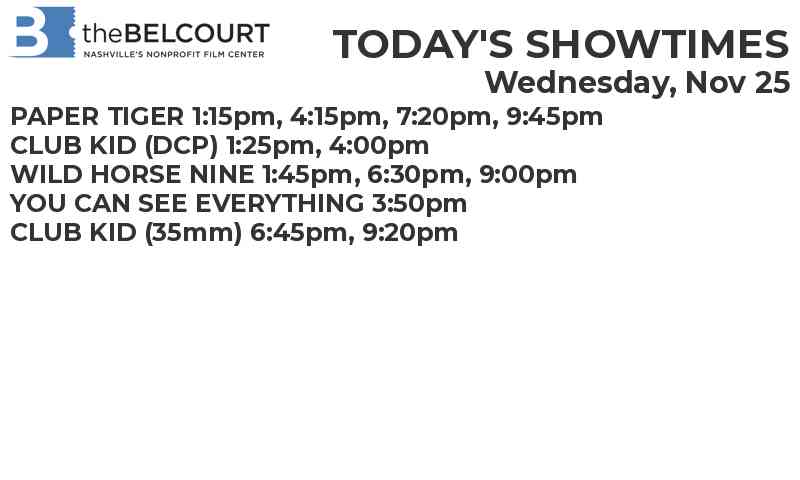 B theBELCOURT
NASHVILLE'S NONPROFIT FILM CENTER
TODAY'S SHOWTIMES
Wednesday, Nov 25
PAPER TIGER 1:15pm, 4:15pm, 7:20pm, 9:45pm
CLUB KID (DCP) 1:25pm, 4:00pm
WILD HORSE NINE 1:45pm, 6:30pm, 9:00pm
YOU CAN SEE EVERYTHING 3:50pm
CLUB KID (35mm) 6:45pm, 9:20pm